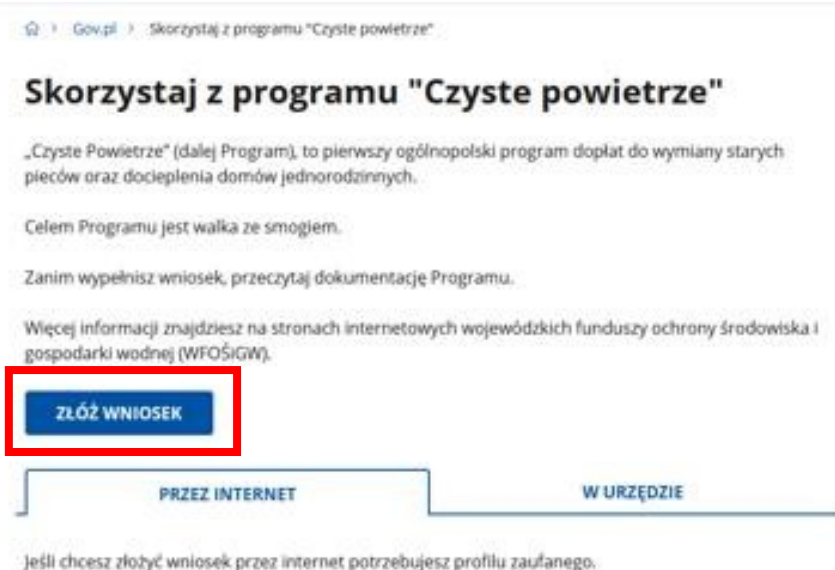 Gov.pl > Skorzystaj z programu "Czyste powietrze"
Skorzystaj z programu "Czyste powietrze"
„Czyste Powietrze” (dalej Program), to pierwszy ogólnopolski program dopłat do wymiany starych
pieców oraz docieplenia domów jednorodzinnych.
Celem Programu jest walka ze smogiem.
Zanim wypełnisz wniosek, przeczytaj dokumentację Programu.
Więcej informacji znajdziesz na stronach internetowych wojewódzkich funduszy ochrony środowiska i
gospodarki wodnej (WFOŚiGW).
ZŁÓŻ WNIOSEK
PRZEZ INTERNET W URZĘDZIE
Jeśli chcesz złożyć wniosek przez internet potrzebujesz profilu zaufanego.